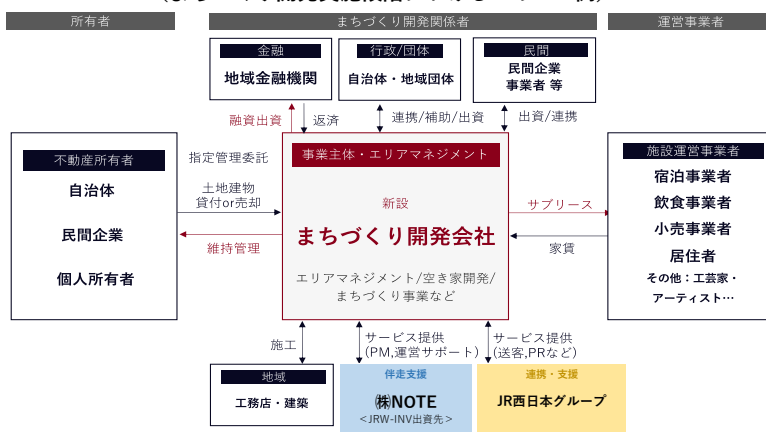 所有者
まちづくり開発関係者
運営事業者
金融
地域金融機関
行政/団体
自治体・地域団体
民間
民間企業
事業者 等
融資出資
返済
連携/補助/出資
出資/連携
不動産所有者
自治体
民間企業
個人所有者
指定管理委託
土地建物
貸付or売却
維持管理
事業主体・エリアマネジメント
新設
まちづくり開発会社
エリアマネジメント/空き家開発/
まちづくり事業など
サブリース
家賃
施設運営事業者
宿泊事業者
飲食事業者
小売事業者
居住者
その他：工芸家・
アーティスト…
施工
サービス提供
(PM,運営サポート)
サービス提供
(送客,PRなど)
地域
工務店・建築
伴走支援
㈱NOTE
<JRW-INV出資先>
連携・支援
JR西日本グループ